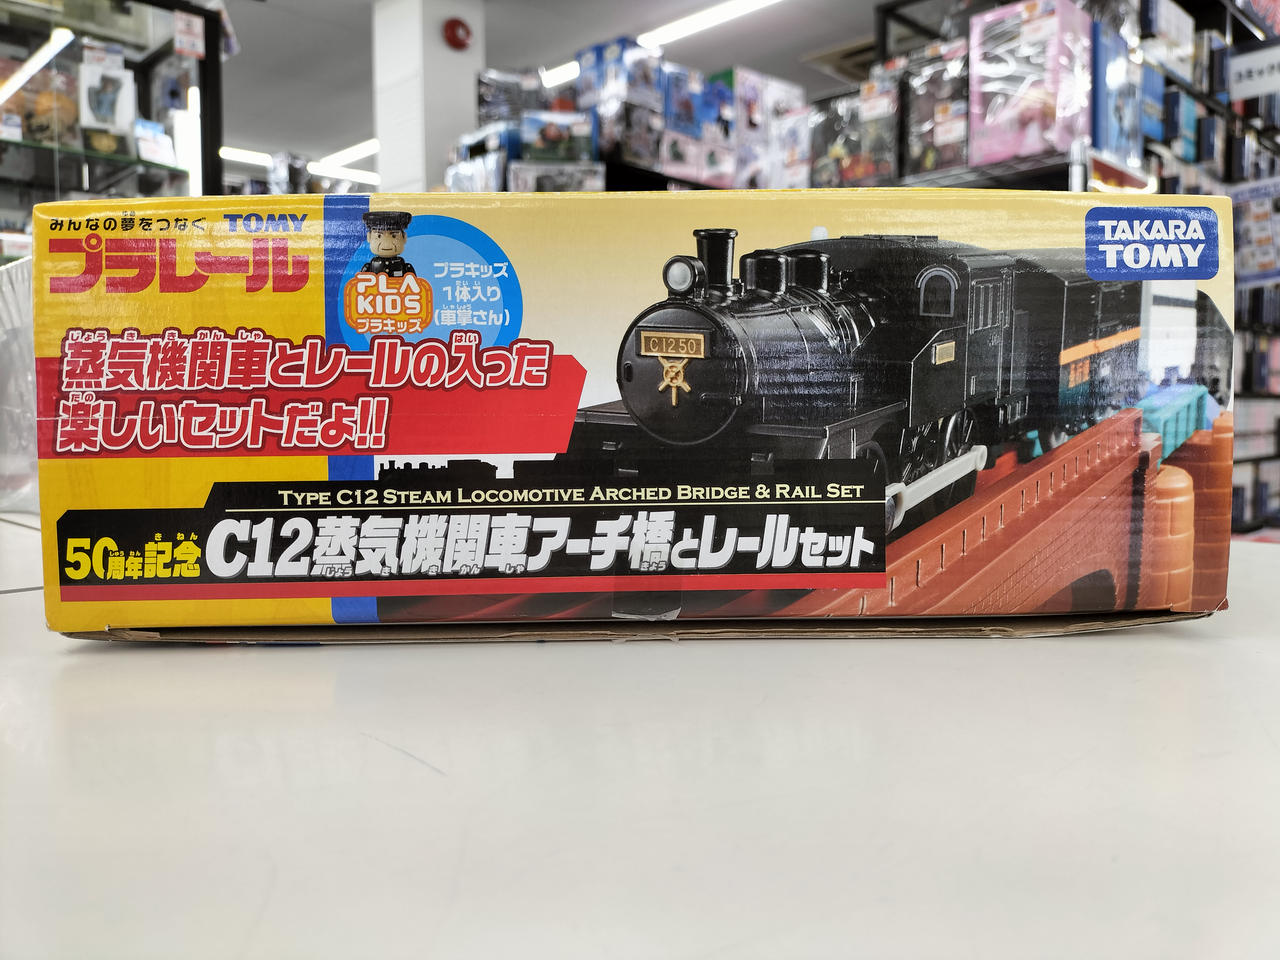 みんなの夢をつなぐ TOMY
プラレール
PLA
KIDS
プラキッズ
プラキッズ
1体入り
(車掌さん)
TAKARA
TOMY
蒸気機関車とレールの入った
楽しいセットだよ!!
C1250
TYPE C12 STEAM LOCOMOTIVE ARCHED BRIDGE & RAIL SET
50周年記念
C12蒸気機関車アーチ橋とレールセット